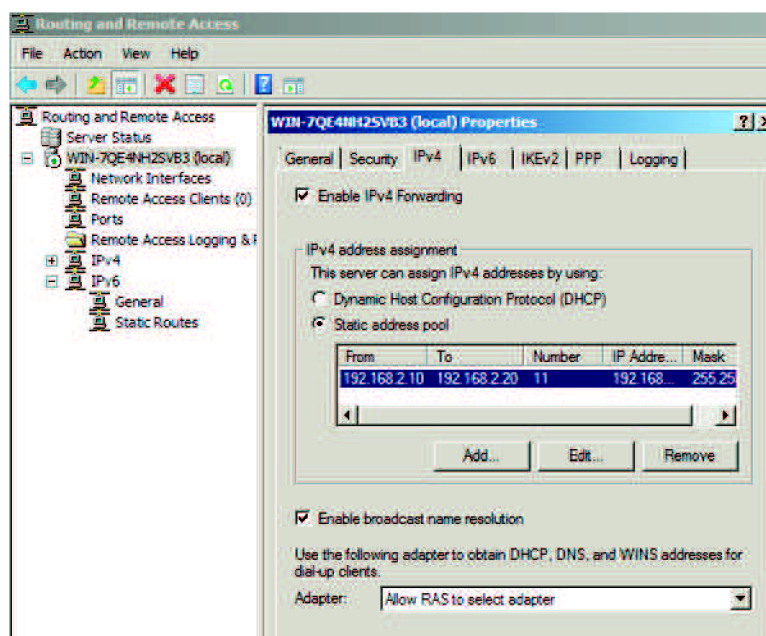 Routing and Remote Access
File Action View Help
Routing and Remote Access
Server Status
WIN-7QE4NH2SVB3 (local)
Network Interfaces
Remote Access Clients (0)
Ports
Remote Access Logging &
IPv4
IPv6
General
Static Routes
WIN-7QE4NH2SVB3 (local) Properties
General Security IPv4 IPv6 IKEv2 PPP Logging
Enable IPv4 Forwarding
IPv4 address assignment
This server can assign IPv4 addresses by using:
Dynamic Host Configuration Protocol (DHCP)
Static address pool
From To Number IP Addre... Mask
192.168.2.10 192.168.2.20 11 192.168... 255.25
Add... Edit... Remove
Enable broadcast name resolution
Use the following adapter to obtain DHCP, DNS, and WINS addresses for
dial-up clients.
Adapter: Allow RAS to select adapter